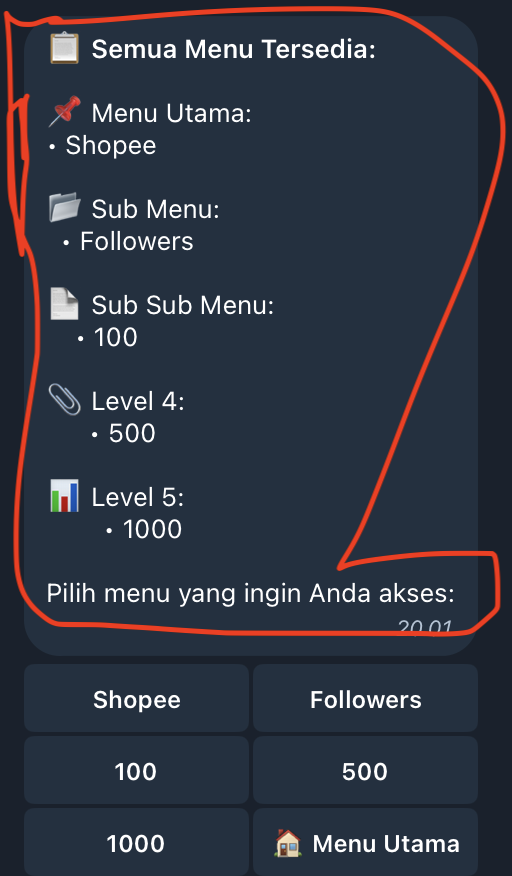 Semua Menu Tersedia:
Menu Utama:
• Shopee
Sub Menu:
• Followers
Sub Sub Menu:
• 100
Level 4:
• 500
Level 5:
• 1000
Pilih menu yang ingin Anda akses:
20.01
Shopee
Followers
100
500
1000
Menu Utama